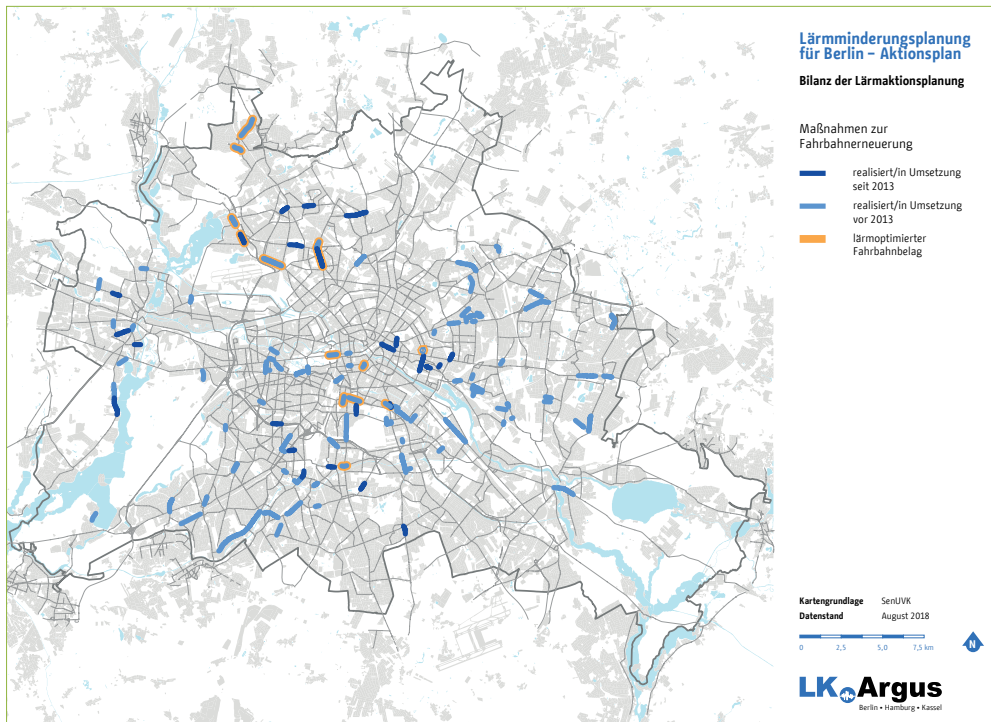 Lärmminderungsplanung
für Berlin – Aktionsplan
Bilanz der Lärmaktionsplanung
Maßnahmen zur
Fahrbahnerneuerung
realisiert/in Umsetzung
seit 2013
realisiert/in Umsetzung
vor 2013
lärmoptimierter
Fahrbahnbelag
Kartengrundlage SenUVK
Datenstand August 2018
0 2,5 5,0 7,5 km
N
LK Argus
Berlin • Hamburg • Kassel